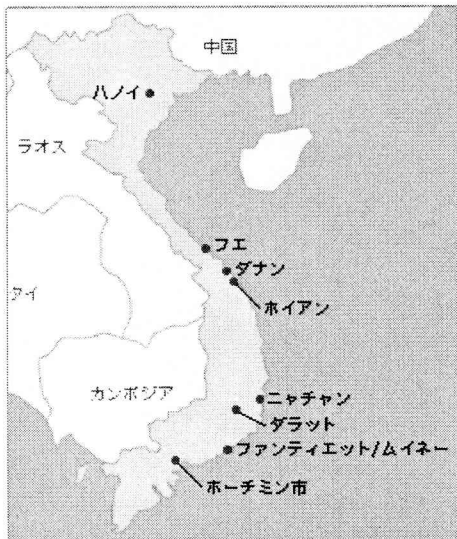 中国
ハノイ
ラオス
フエ
ダナン
ホイアン
タイ
カンボジア
ニャチャン
ダラット
ファンティエット/ムイネー
ホーチミン市